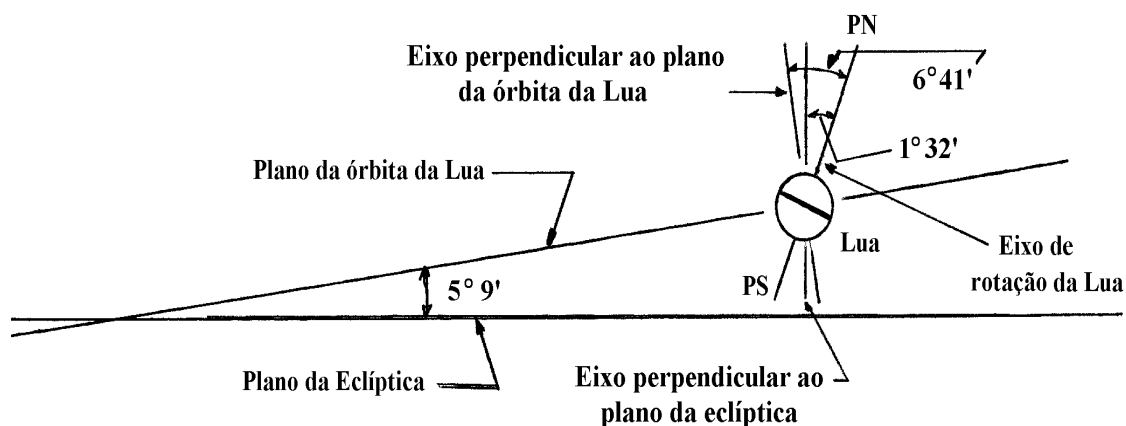 PN
Eixo perpendicular ao plano
da órbita da Lua
6°41'
1°32'
Plano da órbita da Lua
Lua
Eixo de
rotação da Lua
PS
5° 9'
Plano da Eclíptica
Eixo perpendicular ao
plano da eclíptica